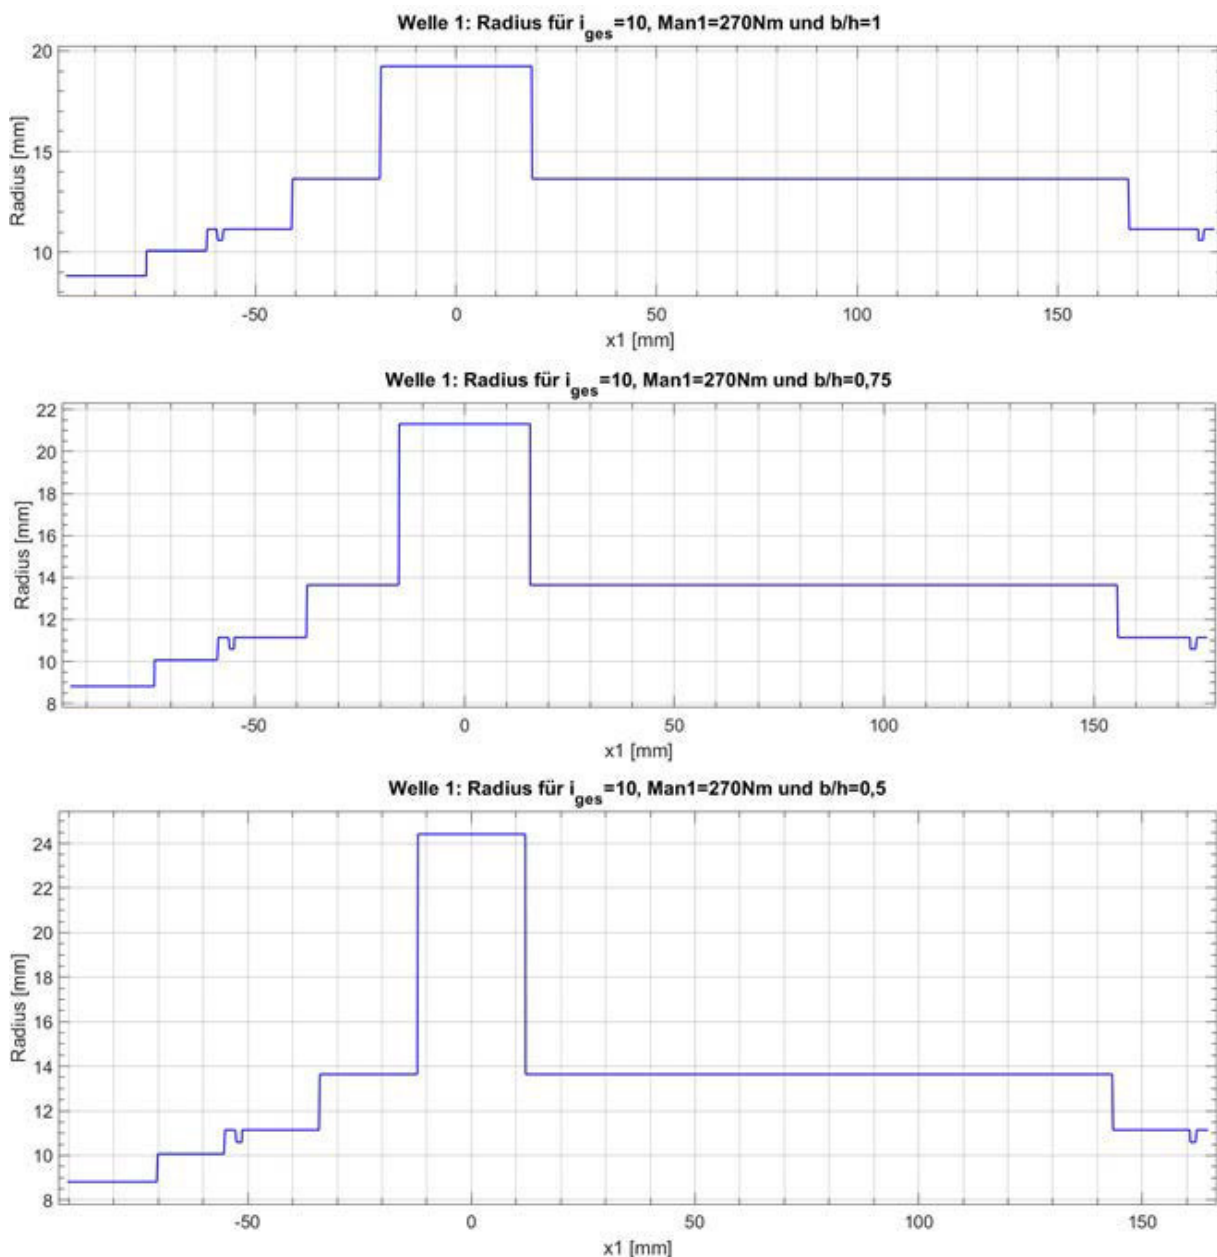 Welle 1: Radius für i_ges=10, Man1=270Nm und b/h=1
20
15
10
Radius [mm]
-50 0 50 100 150
x1 [mm]
Welle 1: Radius für i_ges=10, Man1=270Nm und b/h=0,75
22
20
18
16
14
12
10
8
Radius [mm]
-50 0 50 100 150
x1 [mm]
Welle 1: Radius für i_ges=10, Man1=270Nm und b/h=0,5
24
22
20
18
16
14
12
10
8
Radius [mm]
-50 0 50 100 150
x1 [mm]